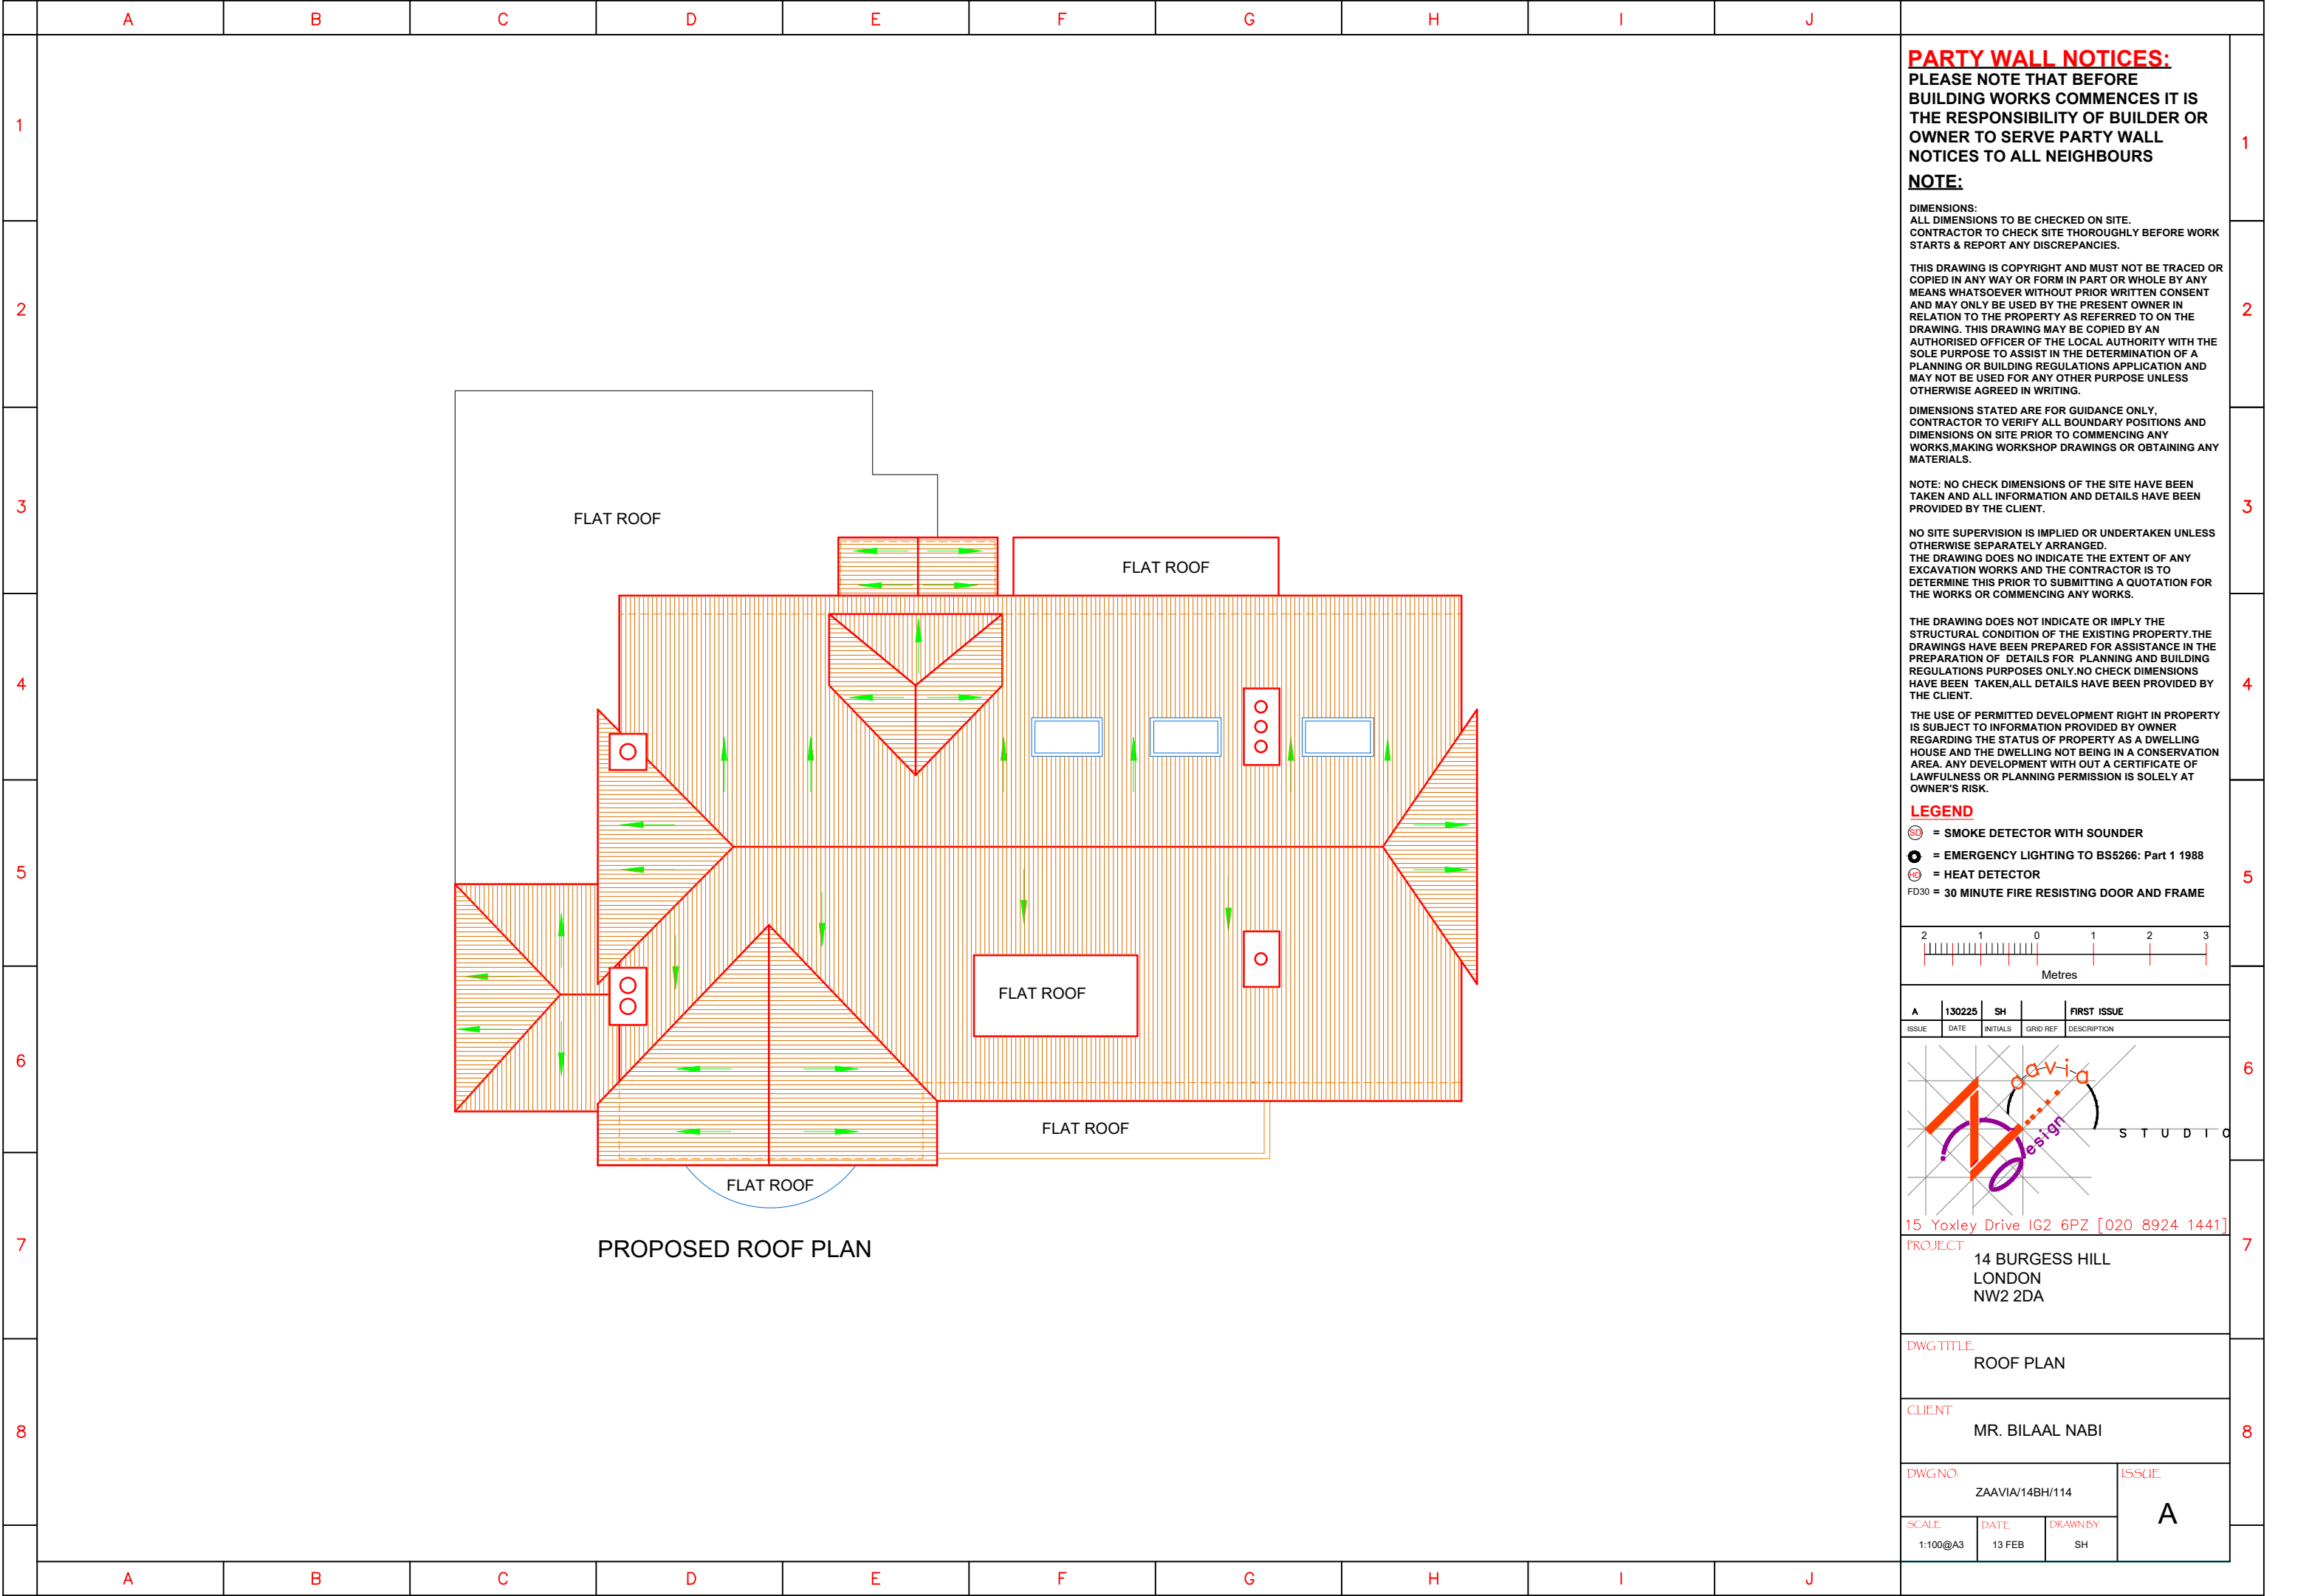 A B C D E F G H I J
1
2
3
4
5
6
7
8
FLAT ROOF
FLAT ROOF
FLAT ROOF
FLAT ROOF
FLAT ROOF
PROPOSED ROOF PLAN
A B C D E F G H I J
PARTY WALL NOTICES:
PLEASE NOTE THAT BEFORE
BUILDING WORKS COMMENCES IT IS
THE RESPONSIBILITY OF BUILDER OR
OWNER TO SERVE PARTY WALL
NOTICES TO ALL NEIGHBOURS
NOTE:
DIMENSIONS:
ALL DIMENSIONS TO BE CHECKED ON SITE.
CONTRACTOR TO CHECK SITE THOROUGHLY BEFORE WORK
STARTS & REPORT ANY DISCREPANCIES.
THIS DRAWING IS COPYRIGHT AND MUST NOT BE TRACED OR
COPIED IN ANY WAY OR FORM IN PART OR WHOLE BY ANY
MEANS WHATSOEVER WITHOUT PRIOR WRITTEN CONSENT
AND MAY ONLY BE USED BY THE PRESENT OWNER IN
RELATION TO THE PROPERTY AS REFERRED TO ON THE
DRAWING. THIS DRAWING MAY BE COPIED BY AN
AUTHORISED OFFICER OF THE LOCAL AUTHORITY WITH THE
SOLE PURPOSE TO ASSIST IN THE DETERMINATION OF A
PLANNING OR BUILDING REGULATIONS APPLICATION AND
MAY NOT BE USED FOR ANY OTHER PURPOSE UNLESS
OTHERWISE AGREED IN WRITING.
DIMENSIONS STATED ARE FOR GUIDANCE ONLY,
CONTRACTOR TO VERIFY ALL BOUNDARY POSITIONS AND
DIMENSIONS ON SITE PRIOR TO COMMENCING ANY
WORKS,MAKING WORKSHOP DRAWINGS OR OBTAINING ANY
MATERIALS.
NOTE: NO CHECK DIMENSIONS OF THE SITE HAVE BEEN
TAKEN AND ALL INFORMATION AND DETAILS HAVE BEEN
PROVIDED BY THE CLIENT.
NO SITE SUPERVISION IS IMPLIED OR UNDERTAKEN UNLESS
OTHERWISE SEPARATELY ARRANGED.
THE DRAWING DOES NO INDICATE THE EXTENT OF ANY
EXCAVATION WORKS AND THE CONTRACTOR IS TO
DETERMINE THIS PRIOR TO SUBMITTING A QUOTATION FOR
THE WORKS OR COMMENCING ANY WORKS.
THE DRAWING DOES NOT INDICATE OR IMPLY THE
STRUCTURAL CONDITION OF THE EXISTING PROPERTY.THE
DRAWINGS HAVE BEEN PREPARED FOR ASSISTANCE IN THE
PREPARATION OF DETAILS FOR PLANNING AND BUILDING
REGULATIONS PURPOSES ONLY.NO CHECK DIMENSIONS
HAVE BEEN TAKEN,ALL DETAILS HAVE BEEN PROVIDED BY
THE CLIENT.
THE USE OF PERMITTED DEVELOPMENT RIGHT IN PROPERTY
IS SUBJECT TO INFORMATION PROVIDED BY OWNER
REGARDING THE STATUS OF PROPERTY AS A DWELLING
HOUSE AND THE DWELLING NOT BEING IN A CONSERVATION
AREA. ANY DEVELOPMENT WITH OUT A CERTIFICATE OF
LAWFULNESS OR PLANNING PERMISSION IS SOLELY AT
OWNER'S RISK.
LEGEND
SD = SMOKE DETECTOR WITH SOUNDER
= EMERGENCY LIGHTING TO BS5266: Part 1 1988
HD = HEAT DETECTOR
FD30 = 30 MINUTE FIRE RESISTING DOOR AND FRAME
2 1 0 1 2 3
Metres
A 130225 SH FIRST ISSUE
ISSUE DATE INITIALS GRID REF DESCRIPTION
aavia
esign
STUDIO
15 Yoxley Drive IG2 6PZ [020 8924 1441]
PROJECT
14 BURGESS HILL
LONDON
NW2 2DA
DWG TITLE
ROOF PLAN
CLIENT
MR. BILAAL NABI
DWG NO:
ZAAVIA/14BH/114
ISSUE
A
SCALE DATE DRAWN BY
1:100@A3 13 FEB SH
1
2
3
4
5
6
7
8